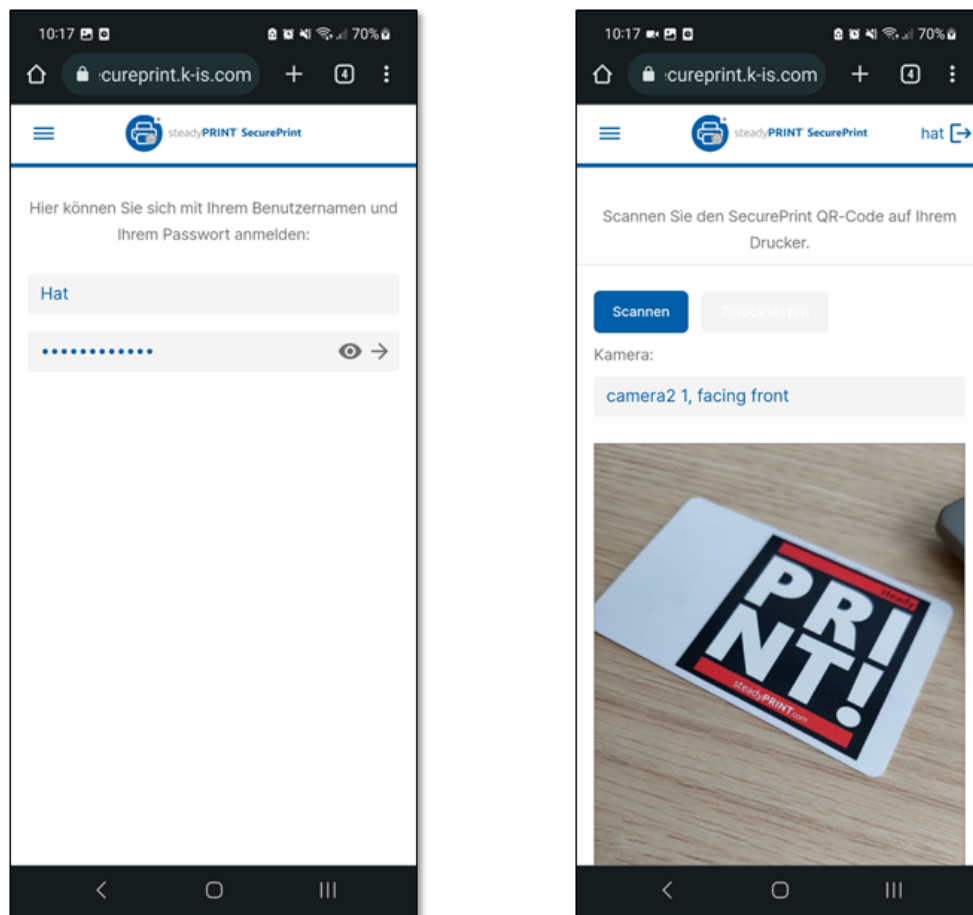 10:17
70%
cureprint.k-is.com
4
steadyPRINT SecurePrint
Hier können Sie sich mit Ihrem Benutzernamen und
Ihrem Passwort anmelden:
Hat
••••••••••••
10:17
70%
cureprint.k-is.com
4
steadyPRINT SecurePrint
hat
Scannen Sie den SecurePrint QR-Code auf Ihrem
Drucker.
Scannen
Zurücksetzen
Kamera:
camera2 1, facing front
steady
PRI
NT!
steadyPRINT.com